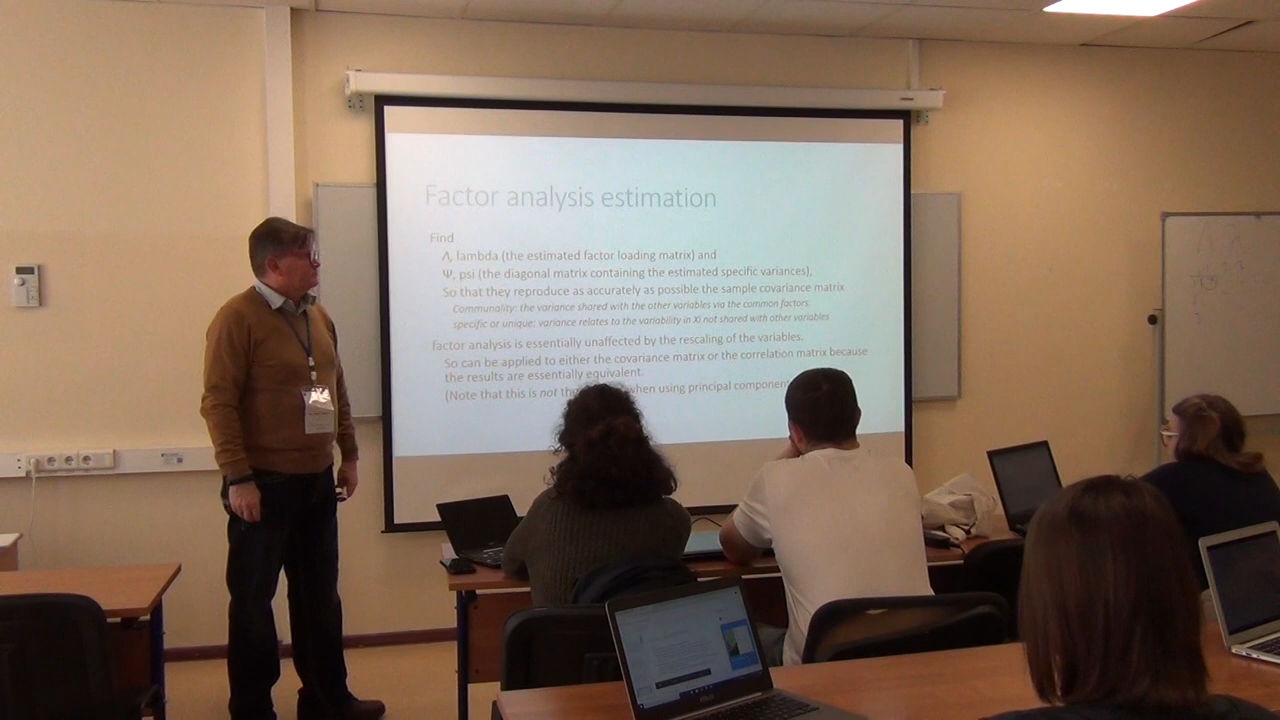 Factor analysis estimation
Find
Λ, lambda (the estimated factor loading matrix) and
Ψ, psi (the diagonal matrix containing the estimated specific variances),
So that they reproduce as accurately as possible the sample covariance matrix
Communality: the variance shared with the other variables via the common factors.
specific or unique: variance relates to the variability in Xi not shared with other variables
factor analysis is essentially unaffected by the rescaling of the variables.
So can be applied to either the covariance matrix or the correlation matrix because
the results are essentially equivalent.
(Note that this is not the when using principal component